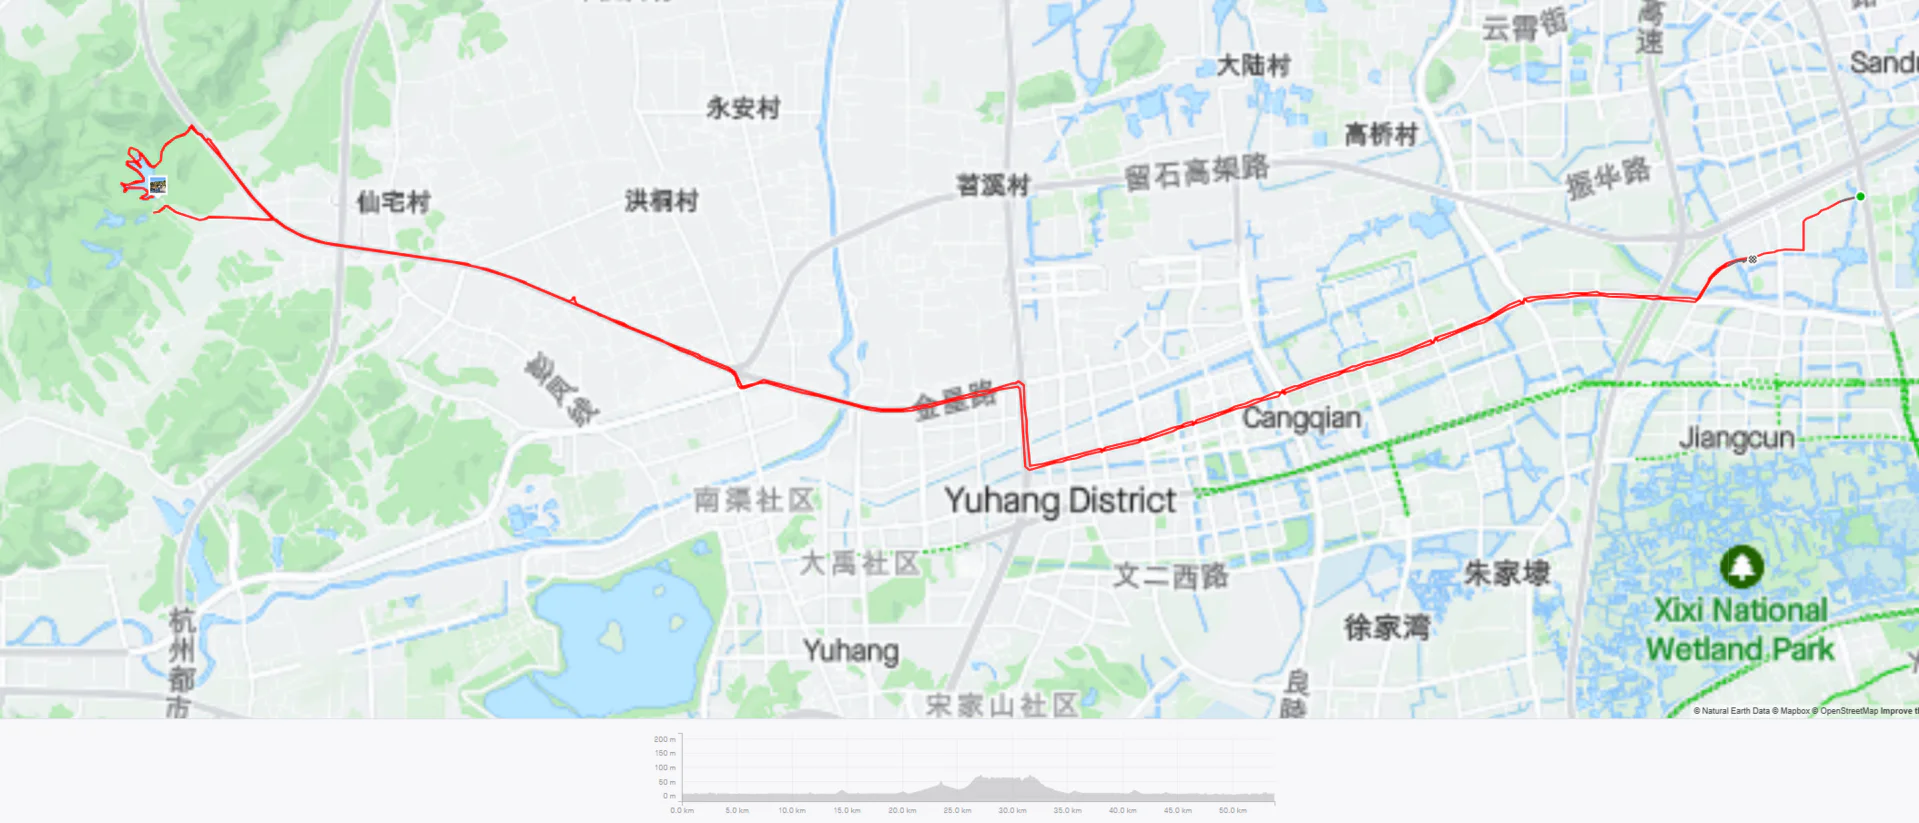 云霄街
高
速
Sand
大陆村
永安村
高桥村
苕溪村
留石高架路
振华路
仙宅村
洪桐村
金星路
Cangqian
Jiangcun
南渠社区
Yuhang District
大禹社区
文二西路
朱家埭
徐家湾
Xixi National
Wetland Park
杭
州
都
市
Yuhang
宋家山社区
良
睦
© Natural Earth Data © Mapbox © OpenStreetMap Improve th
200 m
150 m
100 m
50 m
0 m
0.0 km 5.0 km 10.0 km 15.0 km 20.0 km 25.0 km 30.0 km 35.0 km 40.0 km 45.0 km 50.0 km